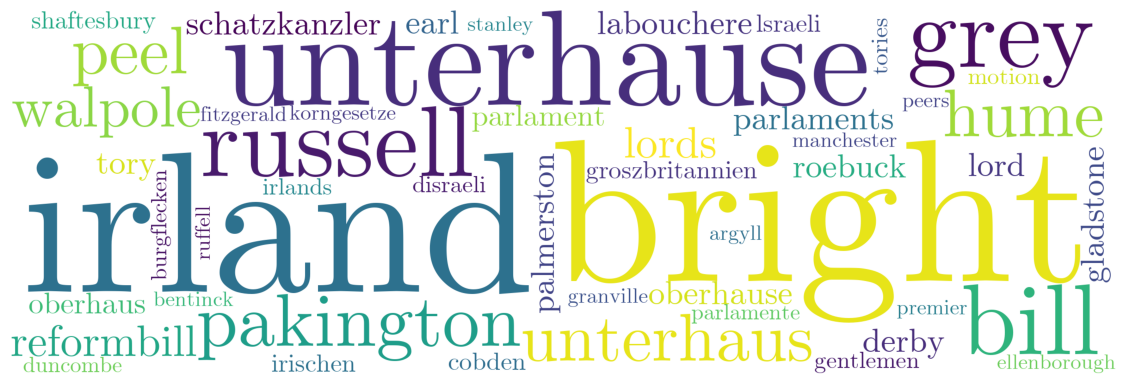 shaftesbury
schatzkanzler
earl
stanley
labouchere
lsraeli
tories
grey
peel
unterhause
motion
walpole
fitzgerald
korngesetze
parlament
parlaments
peers
hume
russell
lords
manchester
tory
irlands
disraeli
groszbritannien
roebuck
lord
irland
burgflecken
ruffell
palmerston
bright
argyll
gladstone
oberhaus
bentinck
granville
oberhause
parlamente
premier
bill
reformbill
pakington
unterhaus
derby
duncombe
irischen
cobden
gentlemen
ellenborough